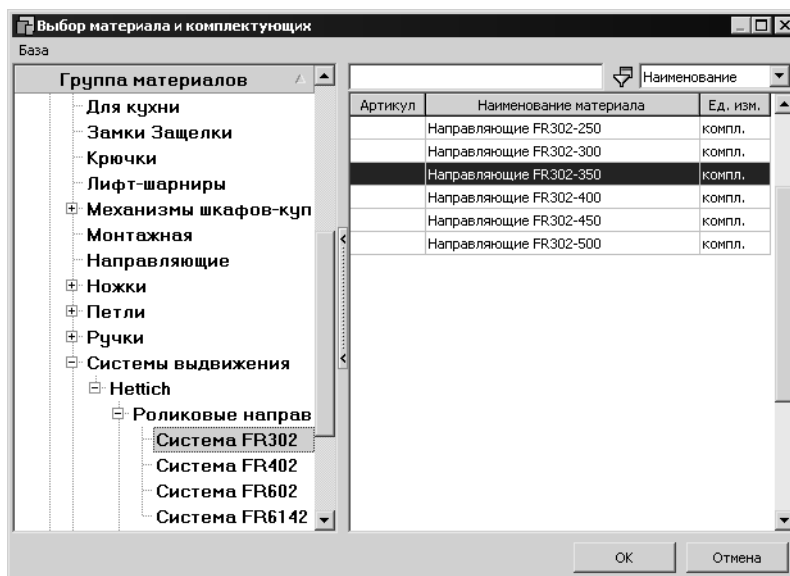 Выбор материала и комплектующих
База
Группа материалов
Для кухни
Замки Защелки
Крючки
Лифт-шарниры
Механизмы шкафов-куп
Монтажная
Направляющие
Ножки
Петли
Ручки
Системы выдвижения
Hettich
Роликовые направ
Система FR302
Система FR402
Система FR602
Система FR6142
Наименование
Артикул Наименование материала Ед. изм.
Направляющие FR302-250 компл.
Направляющие FR302-300 компл.
Направляющие FR302-350 компл.
Направляющие FR302-400 компл.
Направляющие FR302-450 компл.
Направляющие FR302-500 компл.
OK Отмена